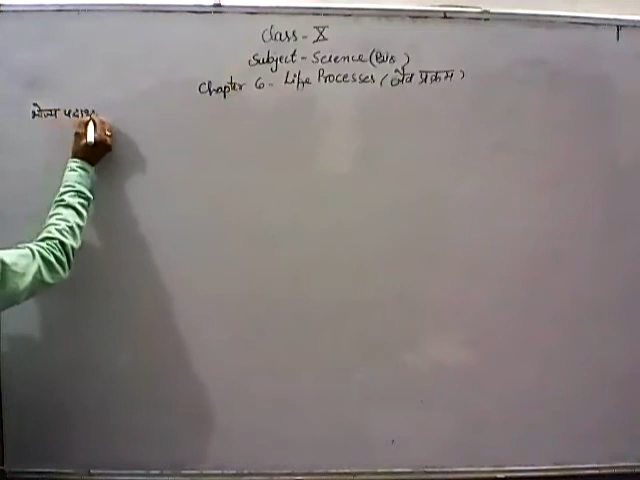 Class - X
Subject - Science (Bio)
Chapter 6 - Life Processes (जैव प्रक्रम)
भोज्य पदार्थ